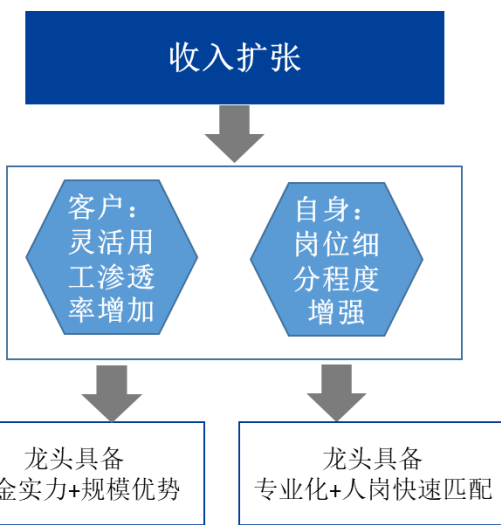 收入扩张
客户：
灵活用
工渗透
率增加
自身：
岗位细
分程度
增强
龙头具备
金实力+规模优势
龙头具备
专业化+人岗快速匹配